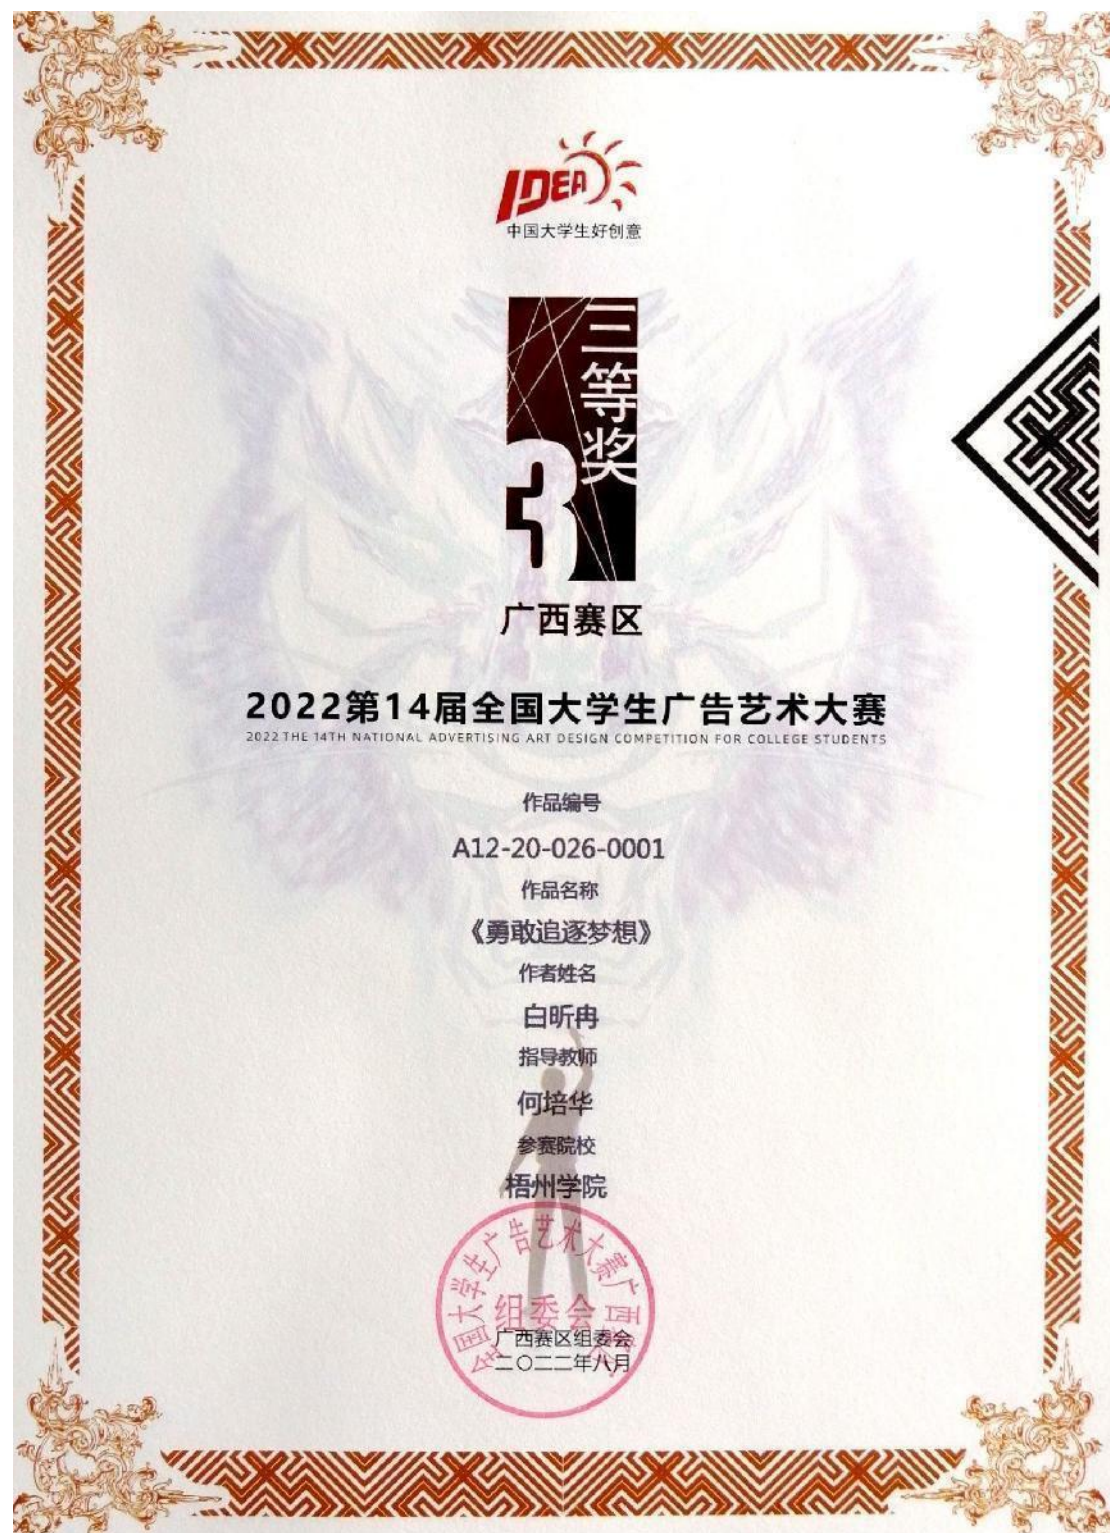 IDEA
中国大学生好创意
三等奖
3
广西赛区
2022第14届全国大学生广告艺术大赛
2022 THE 14TH NATIONAL ADVERTISING ART DESIGN COMPETITION FOR COLLEGE STUDENTS
作品编号
A12-20-026-0001
作品名称
《勇敢追逐梦想》
作者姓名
白昕冉
指导教师
何培华
参赛院校
梧州学院
全国大学生广告艺术大赛广西赛区
组委会
广西赛区组委会
二〇二二年八月